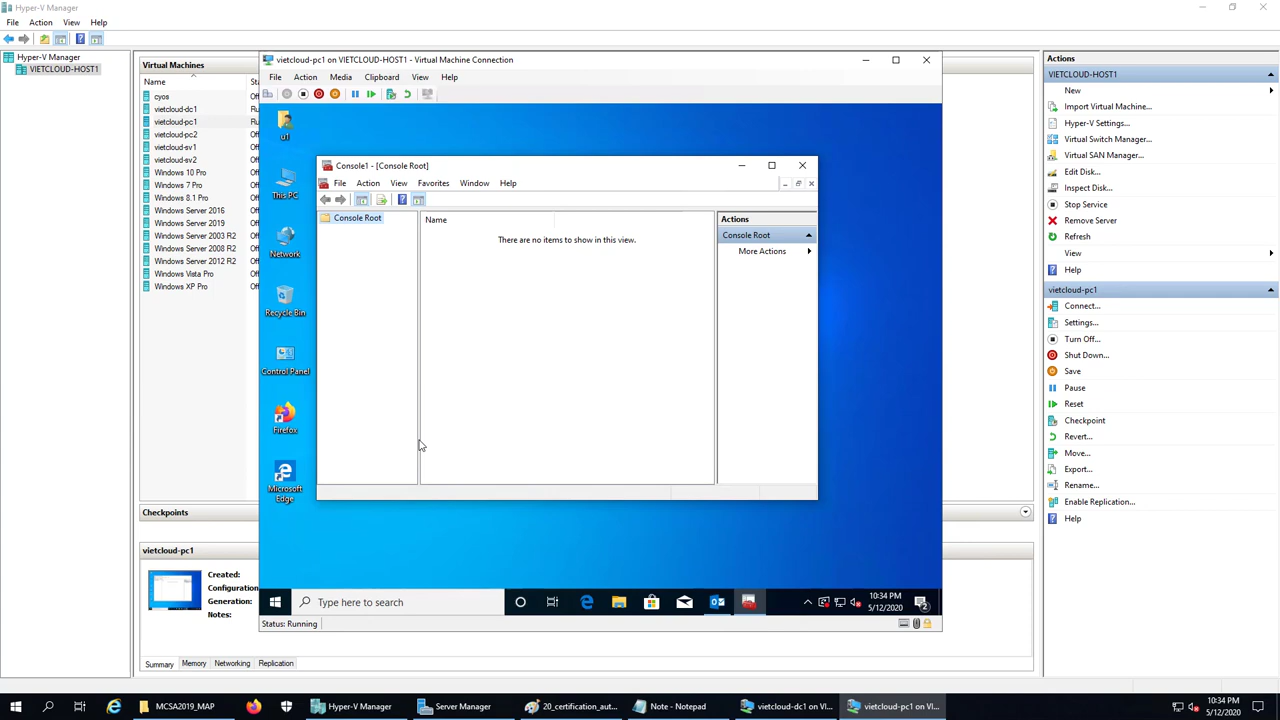 Hyper-V Manager
File Action View Help
Hyper-V Manager
VIETCLOUD-HOST1
Virtual Machines
Name
cyos
vietcloud-dc1
vietcloud-pc1
vietcloud-pc2
vietcloud-sv1
vietcloud-sv2
Windows 10 Pro
Windows 7 Pro
Windows 8.1 Pro
Windows Server 2016
Windows Server 2019
Windows Server 2003 R2
Windows Server 2008 R2
Windows Server 2012 R2
Windows Vista Pro
Windows XP Pro
Checkpoints
vietcloud-pc1
Created:
Generation:
Notes:
Summary Memory Networking Replication
vietcloud-pc1 on VIETCLOUD-HOST1 - Virtual Machine Connection
File Action Media Clipboard View Help
u1
This PC
Network
Recycle Bin
Control Panel
Firefox
Microsoft
Edge
Console1 - [Console Root]
File Action View Favorites Window Help
Console Root
Name
There are no items to show in this view.
Actions
Console Root
More Actions
Type here to search
10:34 PM
5/12/2020
2
Status: Running
Actions
VIETCLOUD-HOST1
New
Import Virtual Machine...
Hyper-V Settings...
Virtual Switch Manager...
Virtual SAN Manager...
Edit Disk...
Inspect Disk...
Stop Service
Remove Server
Refresh
View
Help
vietcloud-pc1
Connect...
Settings...
Turn Off...
Shut Down...
Save
Pause
Reset
Checkpoint
Revert...
Move...
Export...
Rename...
Enable Replication...
Help
MCSA2019_MAP
Hyper-V Manager
Server Manager
20_certification_aut...
Note - Notepad
vietcloud-dc1 on VI...
vietcloud-pc1 on VI...
10:34 PM
5/12/2020